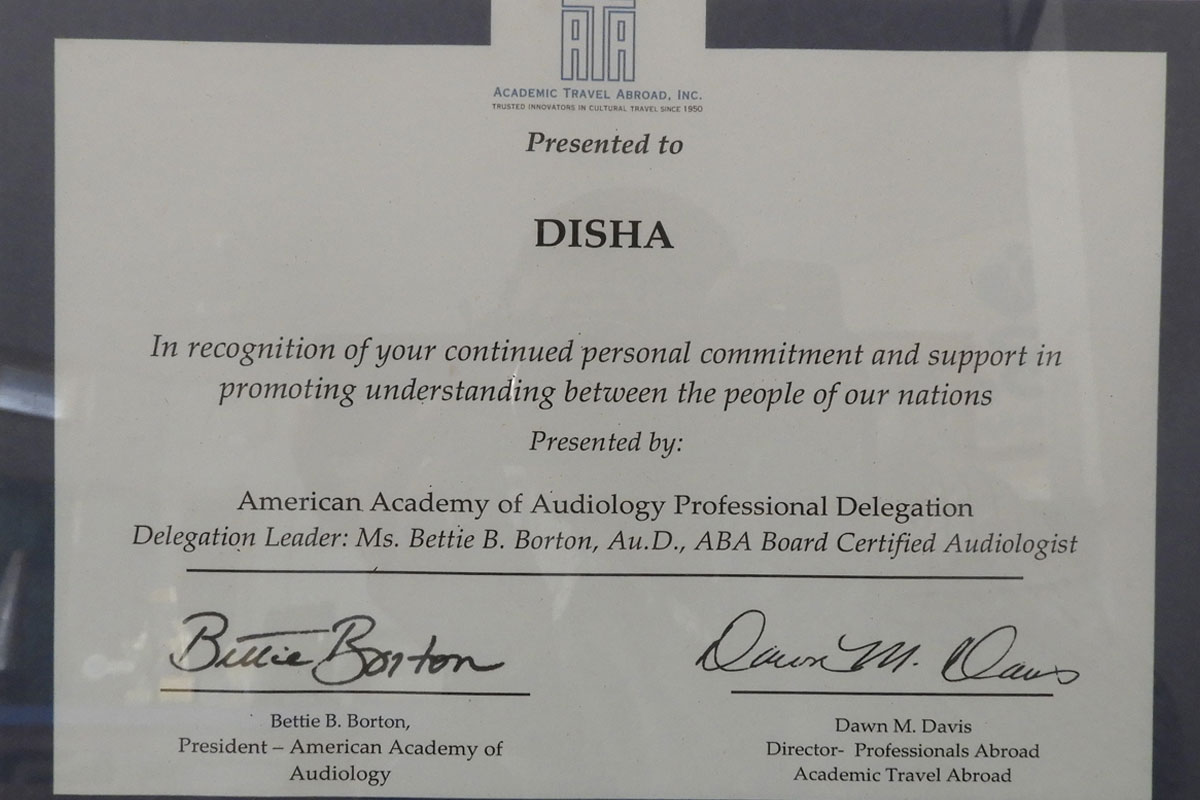 ATA
ACADEMIC TRAVEL ABROAD, INC.
TRUSTED INNOVATORS IN CULTURAL TRAVEL SINCE 1950
Presented to
DISHA
In recognition of your continued personal commitment and support in
promoting understanding between the people of our nations
Presented by:
American Academy of Audiology Professional Delegation
Delegation Leader: Ms. Bettie B. Borton, Au.D., ABA Board Certified Audiologist
Bettie Borton
Dawn M. Davis
Bettie B. Borton,
President – American Academy of
Audiology
Dawn M. Davis
Director- Professionals Abroad
Academic Travel Abroad